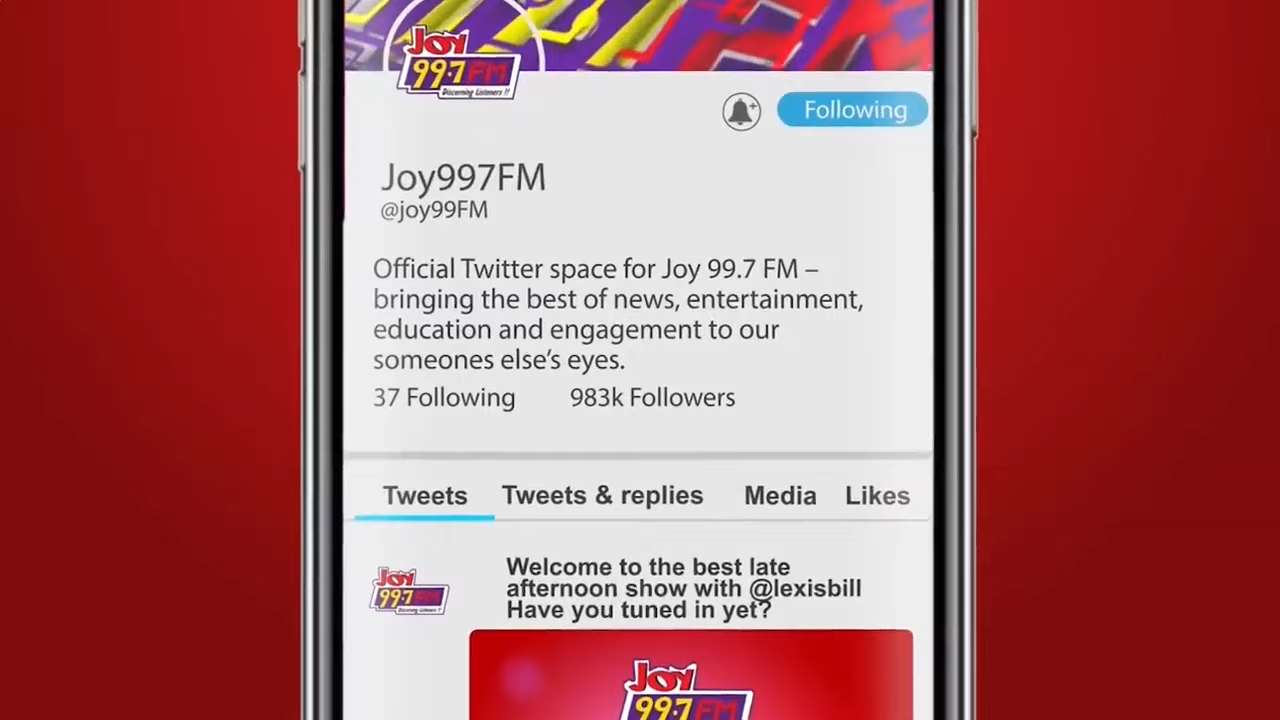 Joy
99.7 FM
Discerning Listeners !!
Following
Joy997FM
@joy99FM
Official Twitter space for Joy 99.7 FM –
bringing the best of news, entertainment,
education and engagement to our
someones else’s eyes.
37 Following 983k Followers
Tweets Tweets & replies Media Likes
Joy
99.7 FM
Discerning Listeners !!
Welcome to the best late
afternoon show with @lexisbill
Have you tuned in yet?
Joy
99.7 FM